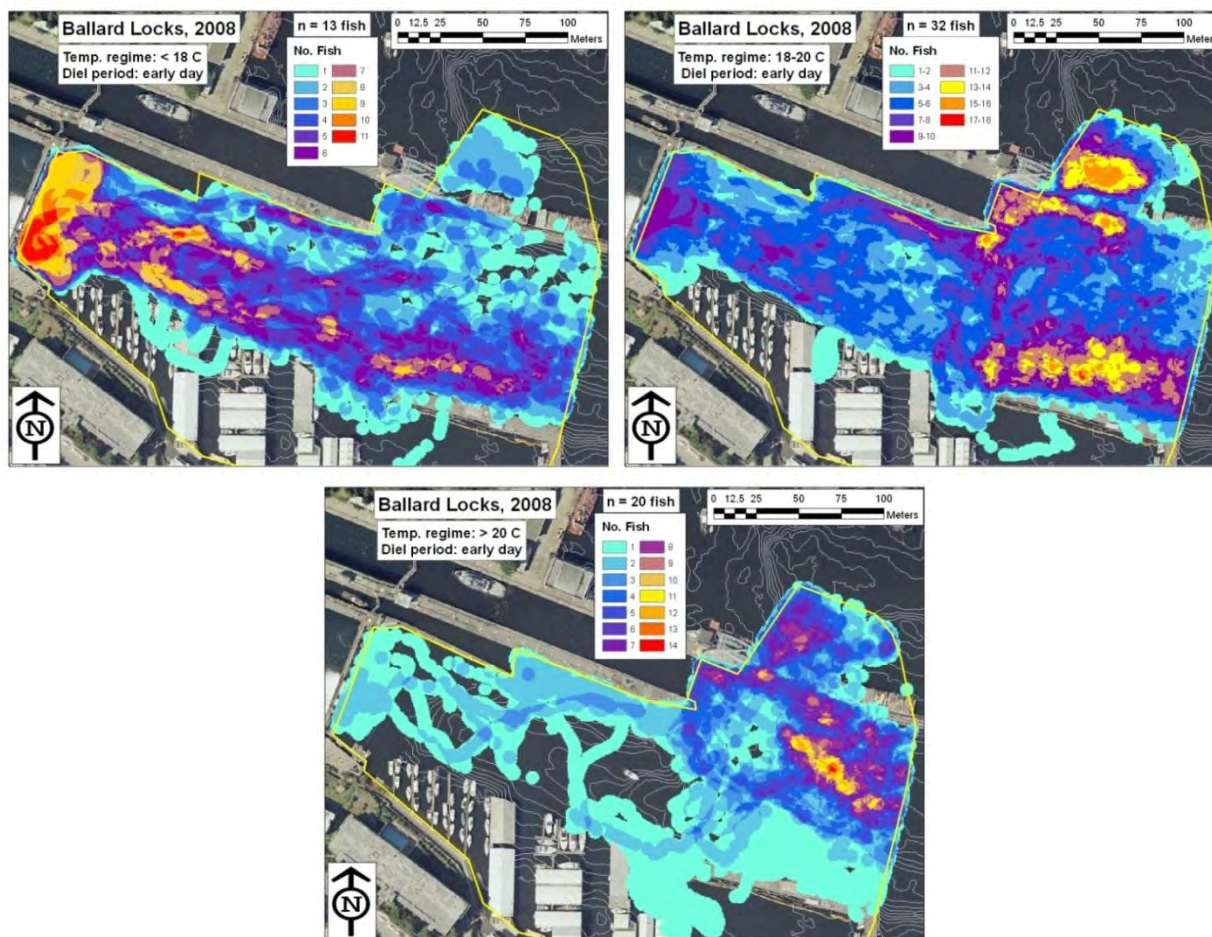 Ballard Locks, 2008
n = 13 fish
0 12.5 25 50 75 100
Meters
Temp. regime: < 18 C
Diel period: early day
No. Fish
1 7
2 8
3 9
4 10
5 11
6
N
Ballard Locks, 2008
n = 32 fish
0 12.5 25 50 75 100
Meters
Temp. regime: 18-20 C
Diel period: early day
No. Fish
1-2 11-12
3-4 13-14
5-6 15-16
7-8 17-18
9-10
N
Ballard Locks, 2008
n = 20 fish
0 12.5 25 50 75 100
Meters
Temp. regime: > 20 C
Diel period: early day
No. Fish
1 8
2 9
3 10
4 11
5 12
6 13
7 14
N